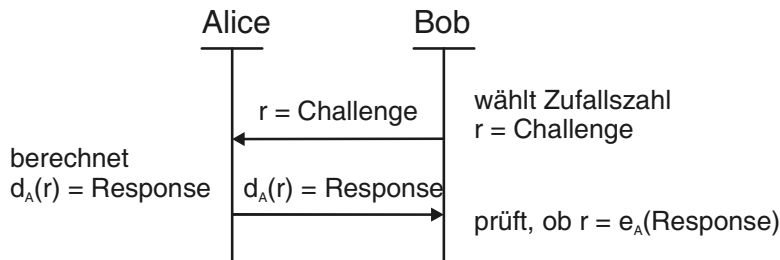 Alice
Bob
r = Challenge
wählt Zufallszahl
r = Challenge
berechnet
d_A(r) = Response
d_A(r) = Response
prüft, ob r = e_A(Response)